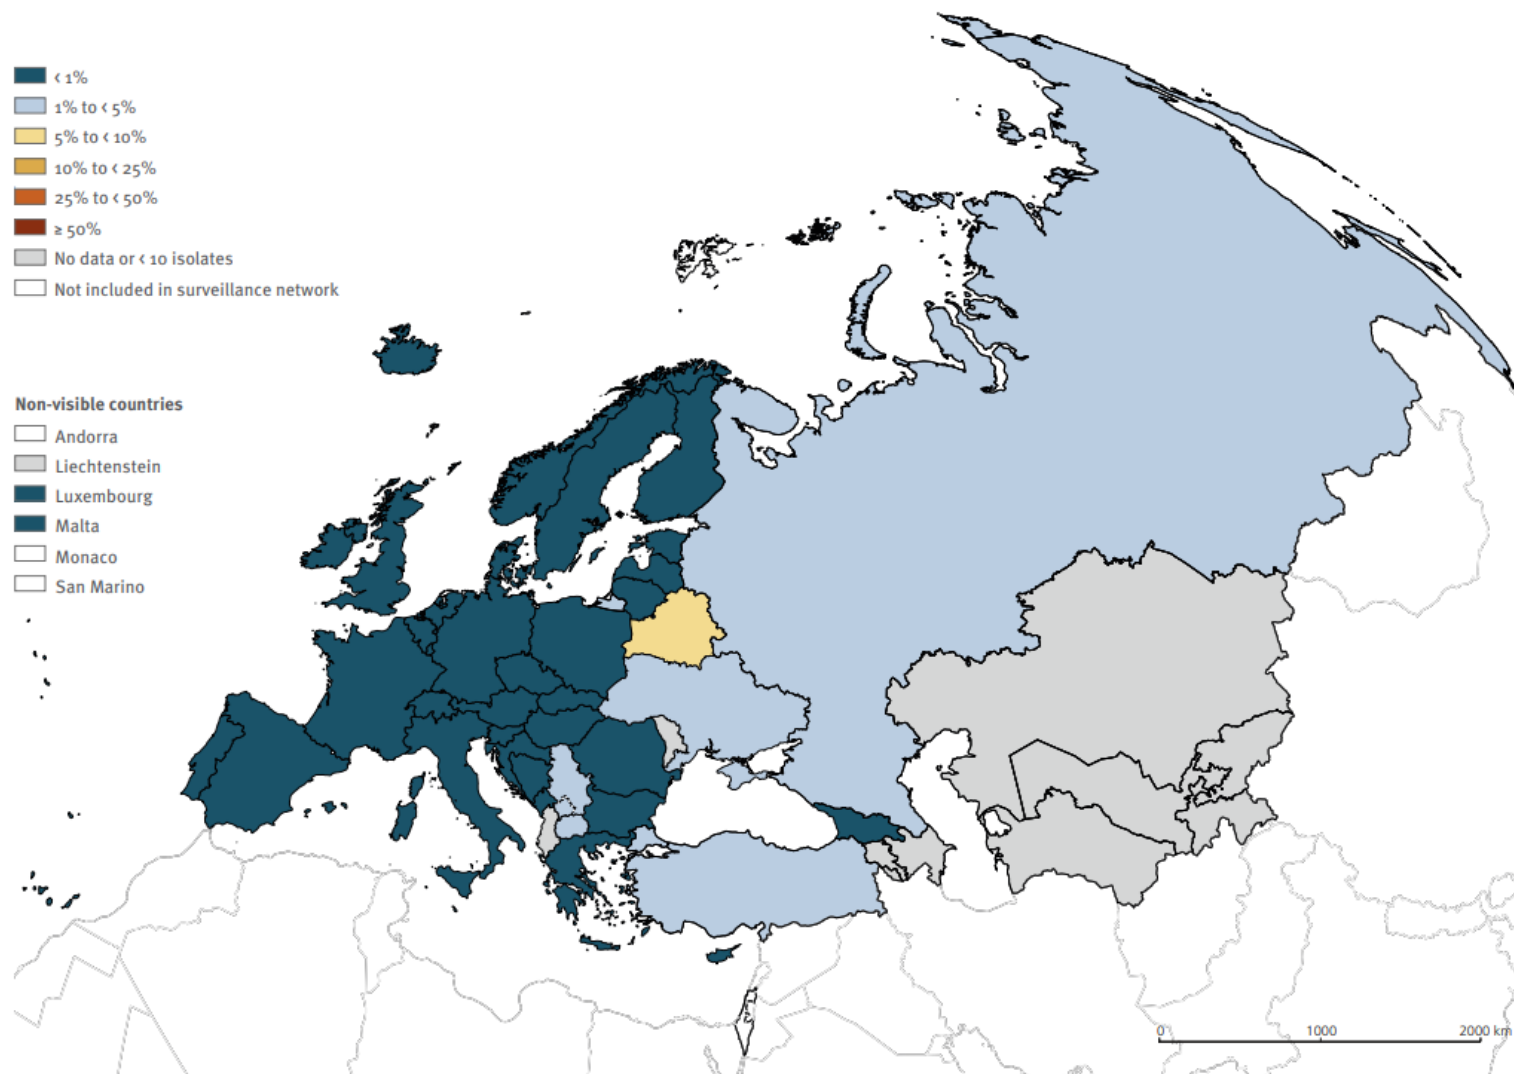 < 1%
1% to < 5%
5% to < 10%
10% to < 25%
25% to < 50%
≥ 50%
No data or < 10 isolates
Not included in surveillance network
Non-visible countries
Andorra
Liechtenstein
Luxembourg
Malta
Monaco
San Marino
0 1000 2000 km